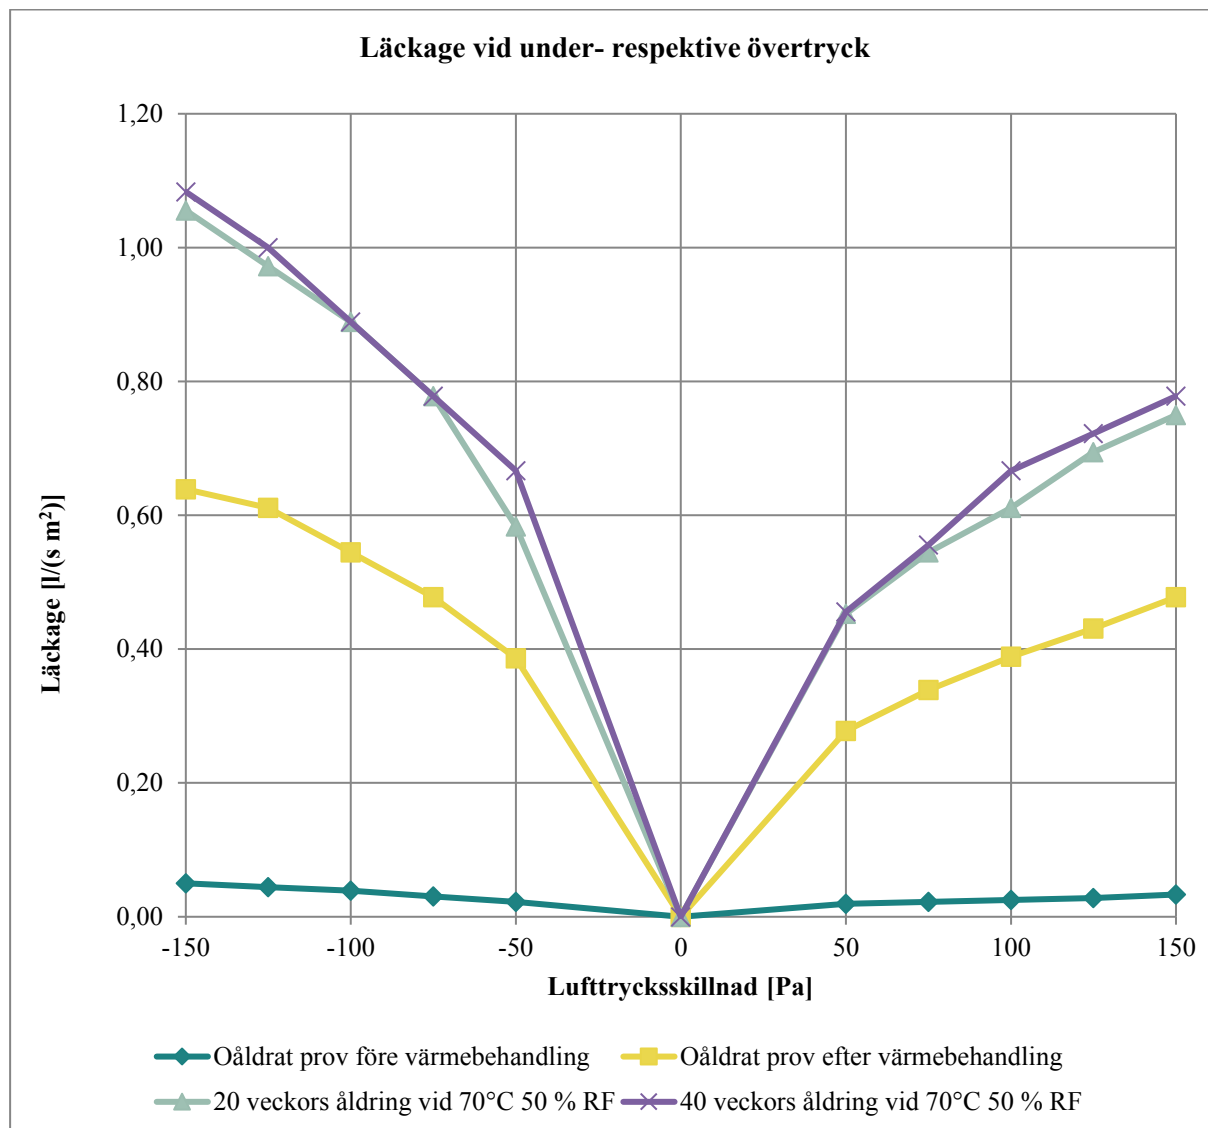 Läckage vid under- respektive övertryck
1,20
1,00
0,80
0,60
0,40
0,20
0,00
Läckage [l/(s m²)]
-150 -100 -50 0 50 100 150
Lufttrycksskillnad [Pa]
Oåldrat prov före värmebehandling Oåldrat prov efter värmebehandling
20 veckors åldring vid 70°C 50 % RF 40 veckors åldring vid 70°C 50 % RF